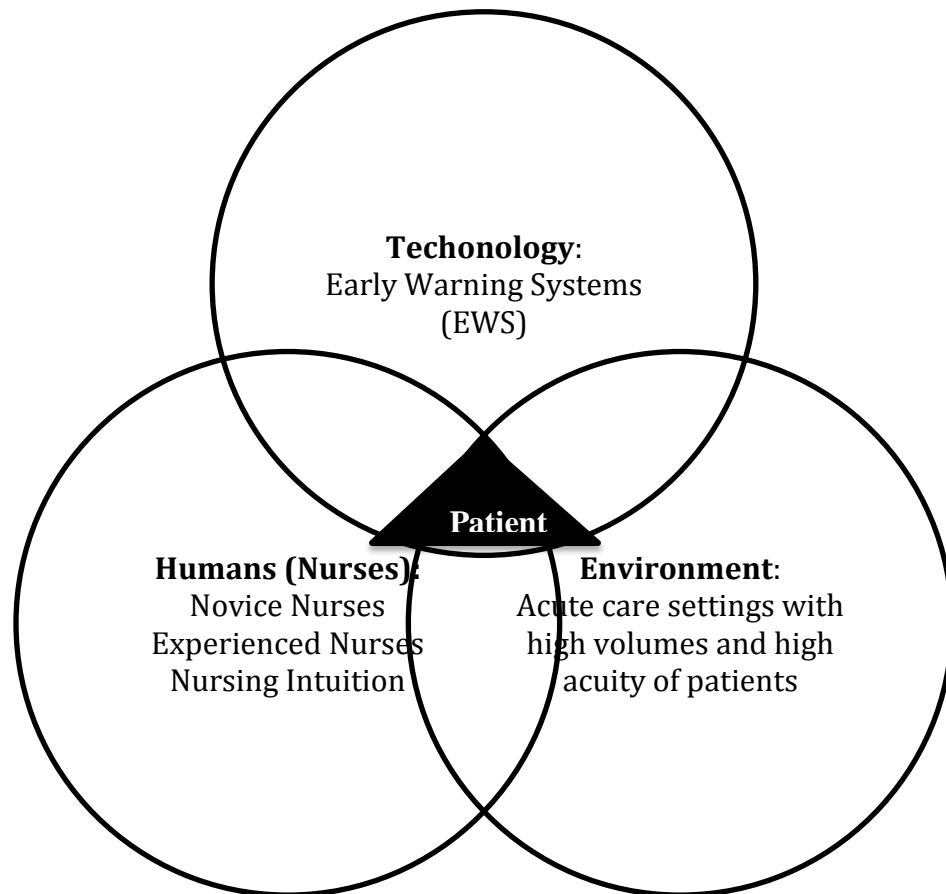 Techonology:
Early Warning Systems
(EWS)
Patient
Humans (Nurses):
Novice Nurses
Experienced Nurses
Nursing Intuition
Environment:
Acute care settings with
high volumes and high
acuity of patients